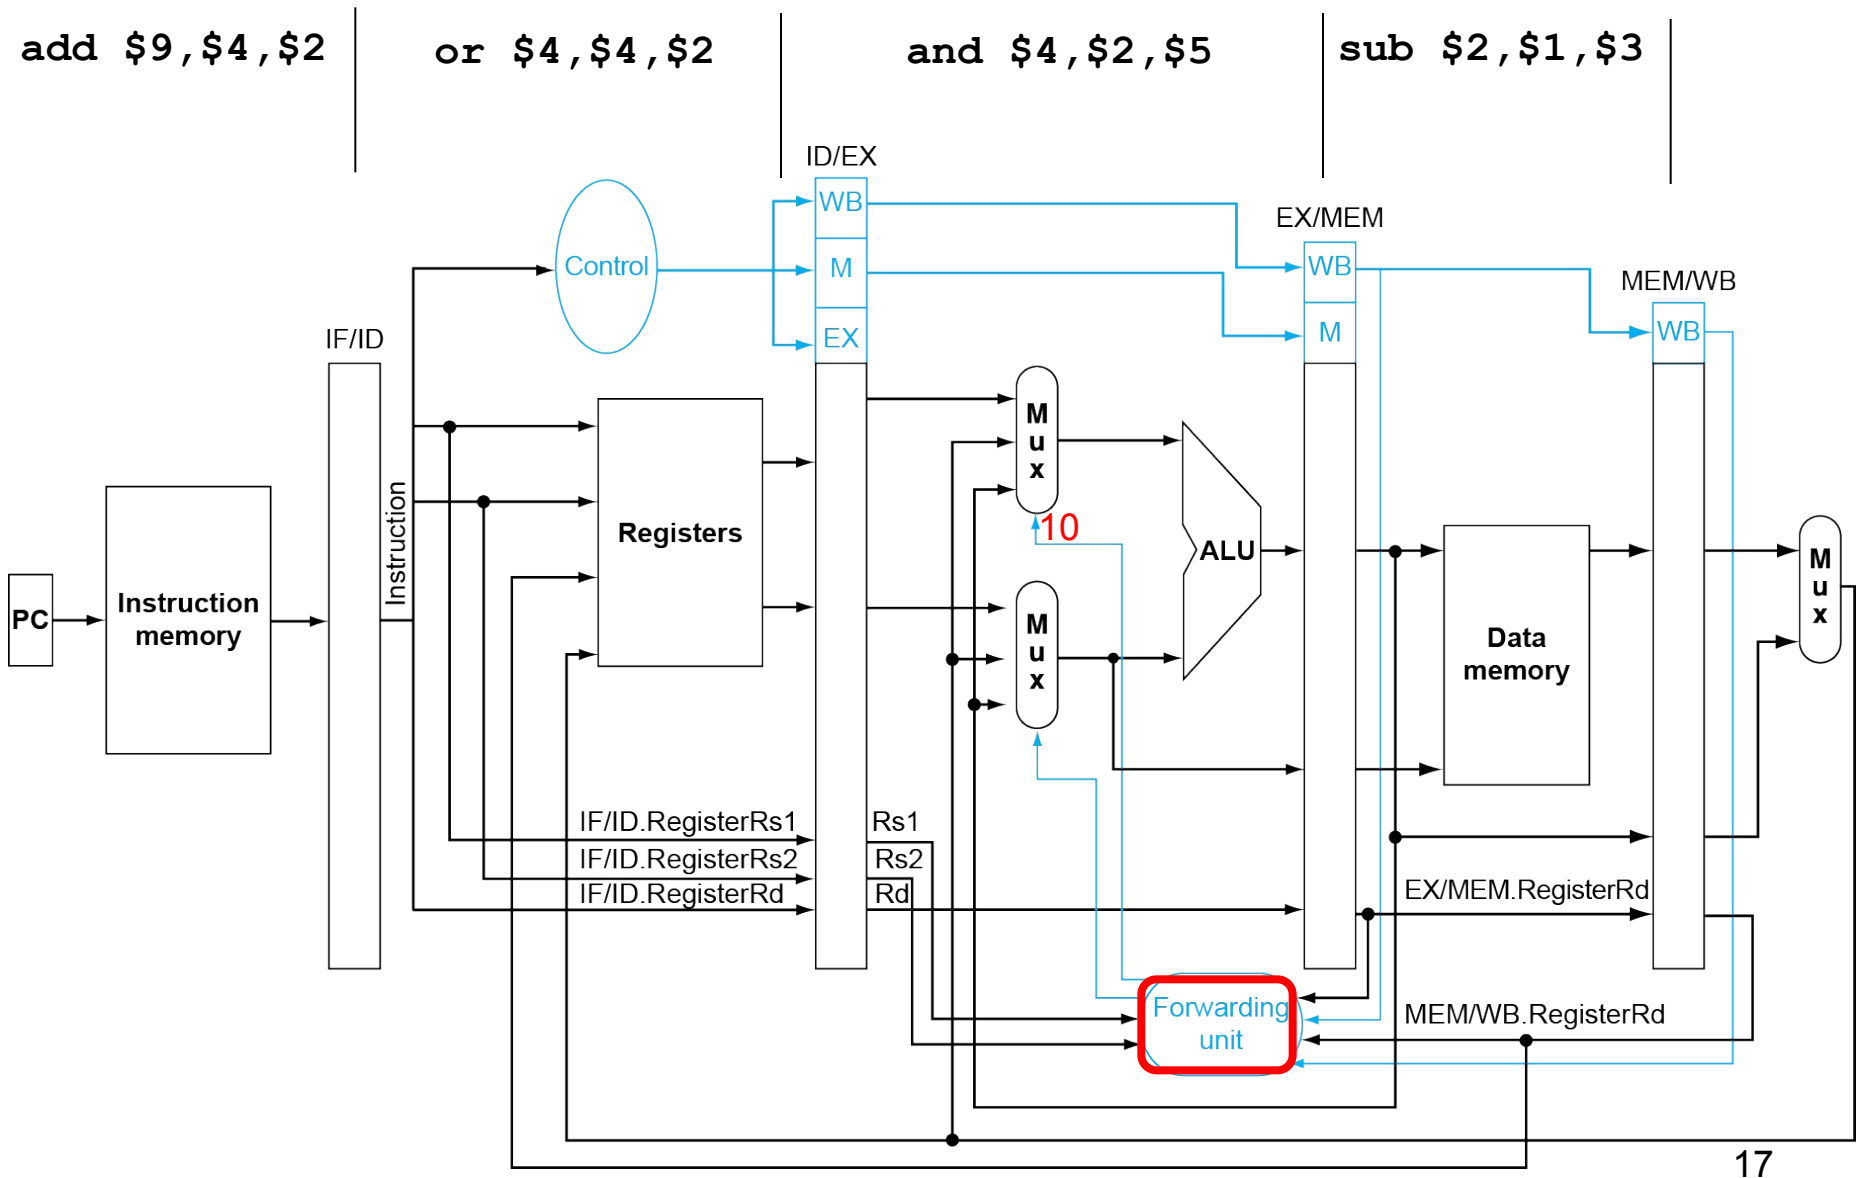 add $9,$4,$2
or $4,$4,$2
and $4,$2,$5
sub $2,$1,$3
ID/EX
WB
M
EX
Control
EX/MEM
WB
M
MEM/WB
WB
IF/ID
Instruction
PC
Instruction
memory
Registers
M
u
x
10
M
u
x
ALU
Data
memory
M
u
x
IF/ID.RegisterRs1
IF/ID.RegisterRs2
IF/ID.RegisterRd
Rs1
Rs2
Rd
EX/MEM.RegisterRd
Forwarding
unit
MEM/WB.RegisterRd
17